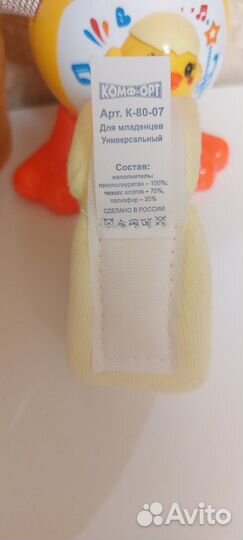 КОМФ-ОРТ
Арт. К-80-07
Для младенцев
Универсальный
Состав:
наполнитель:
пенополиуретан – 100%;
чехол: хлопок – 70%,
полиэфир – 30%
СДЕЛАНО В РОССИИ
Avito